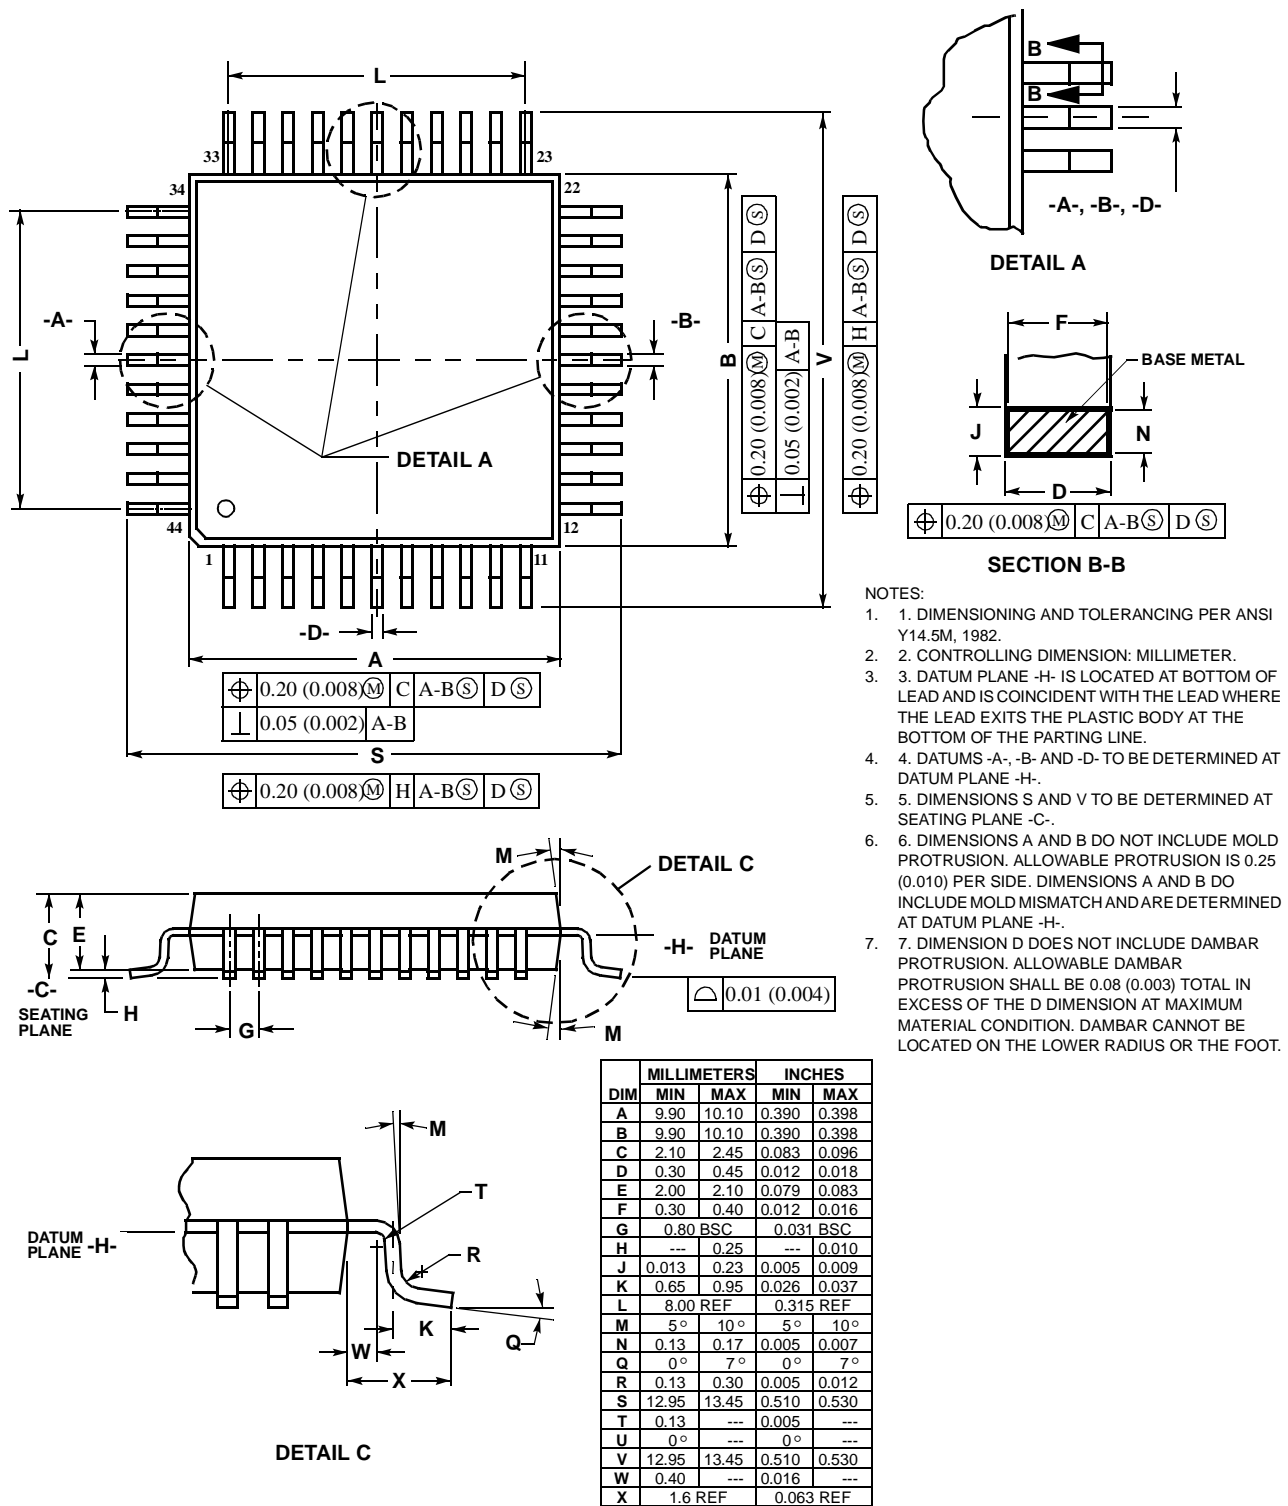 L
33
23
34
22
-A-
-B-
L
B
V
⌖ 0.20 (0.008)Ⓜ C A-BⓈ DⓈ
⊥ 0.05 (0.002) A-B
⌖ 0.20 (0.008)Ⓜ H A-BⓈ DⓈ
DETAIL A
44
12
1
11
-D-
A
⌖ 0.20 (0.008)Ⓜ C A-BⓈ DⓈ
⊥ 0.05 (0.002) A-B
S
⌖ 0.20 (0.008)Ⓜ H A-BⓈ DⓈ
B
B
-A-, -B-, -D-
DETAIL A
F
BASE METAL
J
N
D
⌖ 0.20 (0.008)Ⓜ C A-BⓈ DⓈ
SECTION B-B
NOTES:
1. 1. DIMENSIONING AND TOLERANCING PER ANSI
Y14.5M, 1982.
2. 2. CONTROLLING DIMENSION: MILLIMETER.
3. 3. DATUM PLANE -H- IS LOCATED AT BOTTOM OF
LEAD AND IS COINCIDENT WITH THE LEAD WHERE
THE LEAD EXITS THE PLASTIC BODY AT THE
BOTTOM OF THE PARTING LINE.
4. 4. DATUMS -A-, -B- AND -D- TO BE DETERMINED AT
DATUM PLANE -H-.
5. 5. DIMENSIONS S AND V TO BE DETERMINED AT
SEATING PLANE -C-.
6. 6. DIMENSIONS A AND B DO NOT INCLUDE MOLD
PROTRUSION. ALLOWABLE PROTRUSION IS 0.25
(0.010) PER SIDE. DIMENSIONS A AND B DO
INCLUDE MOLD MISMATCH AND ARE DETERMINED
AT DATUM PLANE -H-.
7. 7. DIMENSION D DOES NOT INCLUDE DAMBAR
PROTRUSION. ALLOWABLE DAMBAR
PROTRUSION SHALL BE 0.08 (0.003) TOTAL IN
EXCESS OF THE D DIMENSION AT MAXIMUM
MATERIAL CONDITION. DAMBAR CANNOT BE
LOCATED ON THE LOWER RADIUS OR THE FOOT.
M
DETAIL C
C
E
-H- DATUM
PLANE
-C-
SEATING
PLANE
H
G
M
⌓ 0.01 (0.004)
M
T
DATUM
PLANE -H-
R
K
Q
W
X
DETAIL C
MILLIMETERS INCHES
DIM MIN MAX MIN MAX
A 9.90 10.10 0.390 0.398
B 9.90 10.10 0.390 0.398
C 2.10 2.45 0.083 0.096
D 0.30 0.45 0.012 0.018
E 2.00 2.10 0.079 0.083
F 0.30 0.40 0.012 0.016
G 0.80 BSC 0.031 BSC
H --- 0.25 --- 0.010
J 0.013 0.23 0.005 0.009
K 0.65 0.95 0.026 0.037
L 8.00 REF 0.315 REF
M 5° 10° 5° 10°
N 0.13 0.17 0.005 0.007
Q 0° 7° 0° 7°
R 0.13 0.30 0.005 0.012
S 12.95 13.45 0.510 0.530
T 0.13 --- 0.005 ---
U 0° --- 0° ---
V 12.95 13.45 0.510 0.530
W 0.40 --- 0.016 ---
X 1.6 REF 0.063 REF